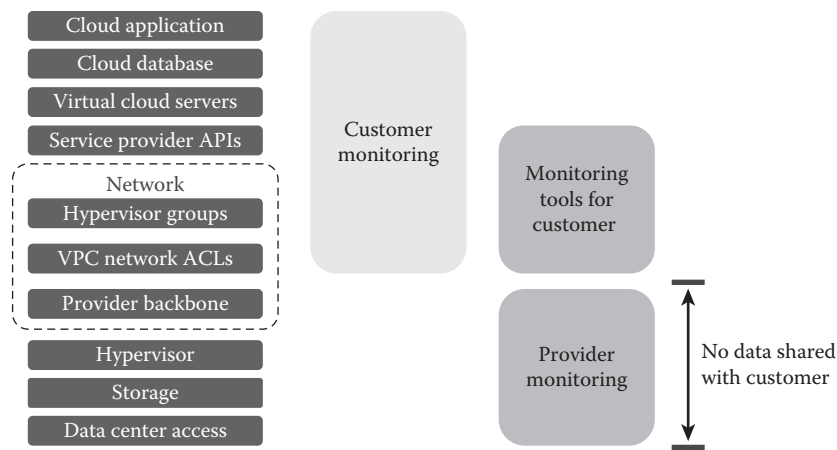 Cloud application
Cloud database
Virtual cloud servers
Service provider APIs
Network
Hypervisor groups
VPC network ACLs
Provider backbone
Hypervisor
Storage
Data center access
Customer
monitoring
Monitoring
tools for
customer
Provider
monitoring
No data shared
with customer